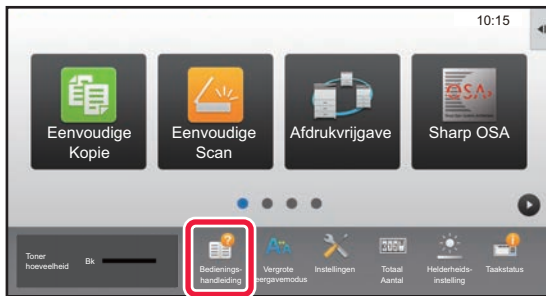 10:15
Eenvoudige
Kopie
Eenvoudige
Scan
Afdrukvrijgave
OSA
Sharp OSA
Toner
hoeveelheid
Bk
Bedienings-
handleiding
Vergrote
eergavemodus
Instellingen
Totaal
Aantal
Helderheids-
instelling
Taakstatus